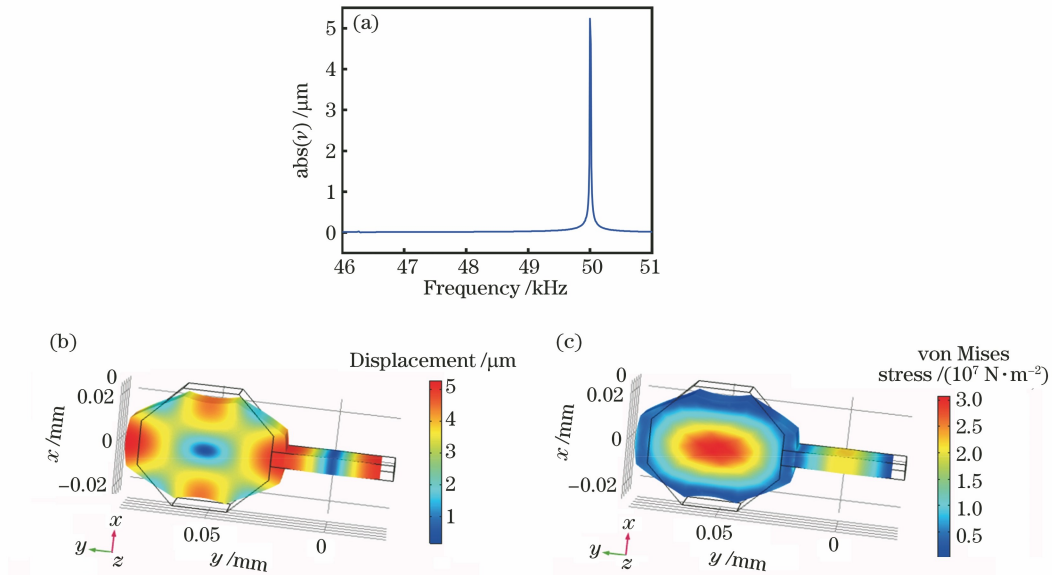 (a)
abs(ν) /μm
5
4
3
2
1
0
46 47 48 49 50 51
Frequency /kHz
(b)
Displacement /μm
5
4
3
2
1
0
0.02
0
−0.02
x /mm
0.05
0
y /mm
x
y
z
(c)
von Mises
stress /(10⁷ N·m⁻²)
3.0
2.5
2.0
1.5
1.0
0.5
0
0.02
0
−0.02
x /mm
0.05
0
y /mm
x
y
z